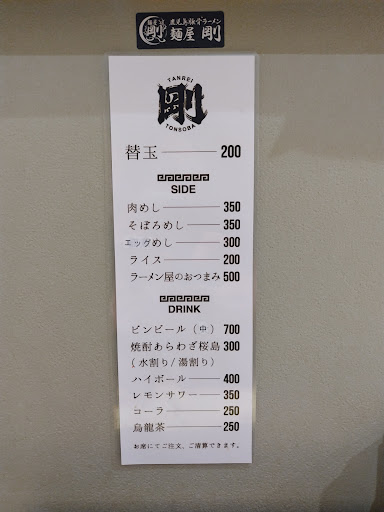 鹿児島豚骨ラーメン
麺屋 剛
麺屋
剛
TANREI
剛
TONSOBA
替玉 200
SIDE
肉めし 350
そぼろめし 350
エッグめし 300
ライス 200
ラーメン屋のおつまみ 500
DRINK
ビンビール(中) 700
焼酎あらわざ桜島 300
(水割り/湯割り)
ハイボール 400
レモンサワー 350
コーラ 250
烏龍茶 250
お席にてご注文、ご清算できます。